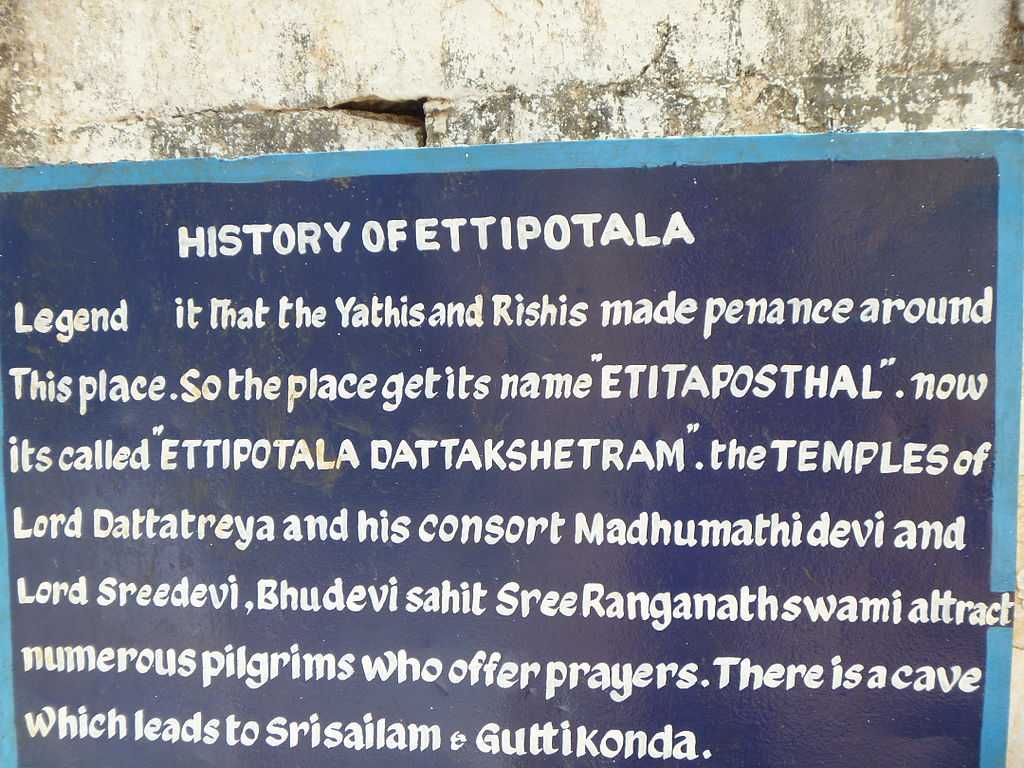 HISTORY OF ETTIPOTALA
Legend it that the Yathis and Rishis made penance around
This place. So the place get its name "ETITAPOSTHAL". now
its called "ETTIPOTALA DATTAKSHETRAM". the TEMPLES of
Lord Dattatreya and his consort Madhumathi devi and
Lord Sreedevi, Bhudevi sahit Sree Ranganathswami attract
numerous pilgrims who offer prayers. There is a cave
which leads to Srisailam & Guttikonda.